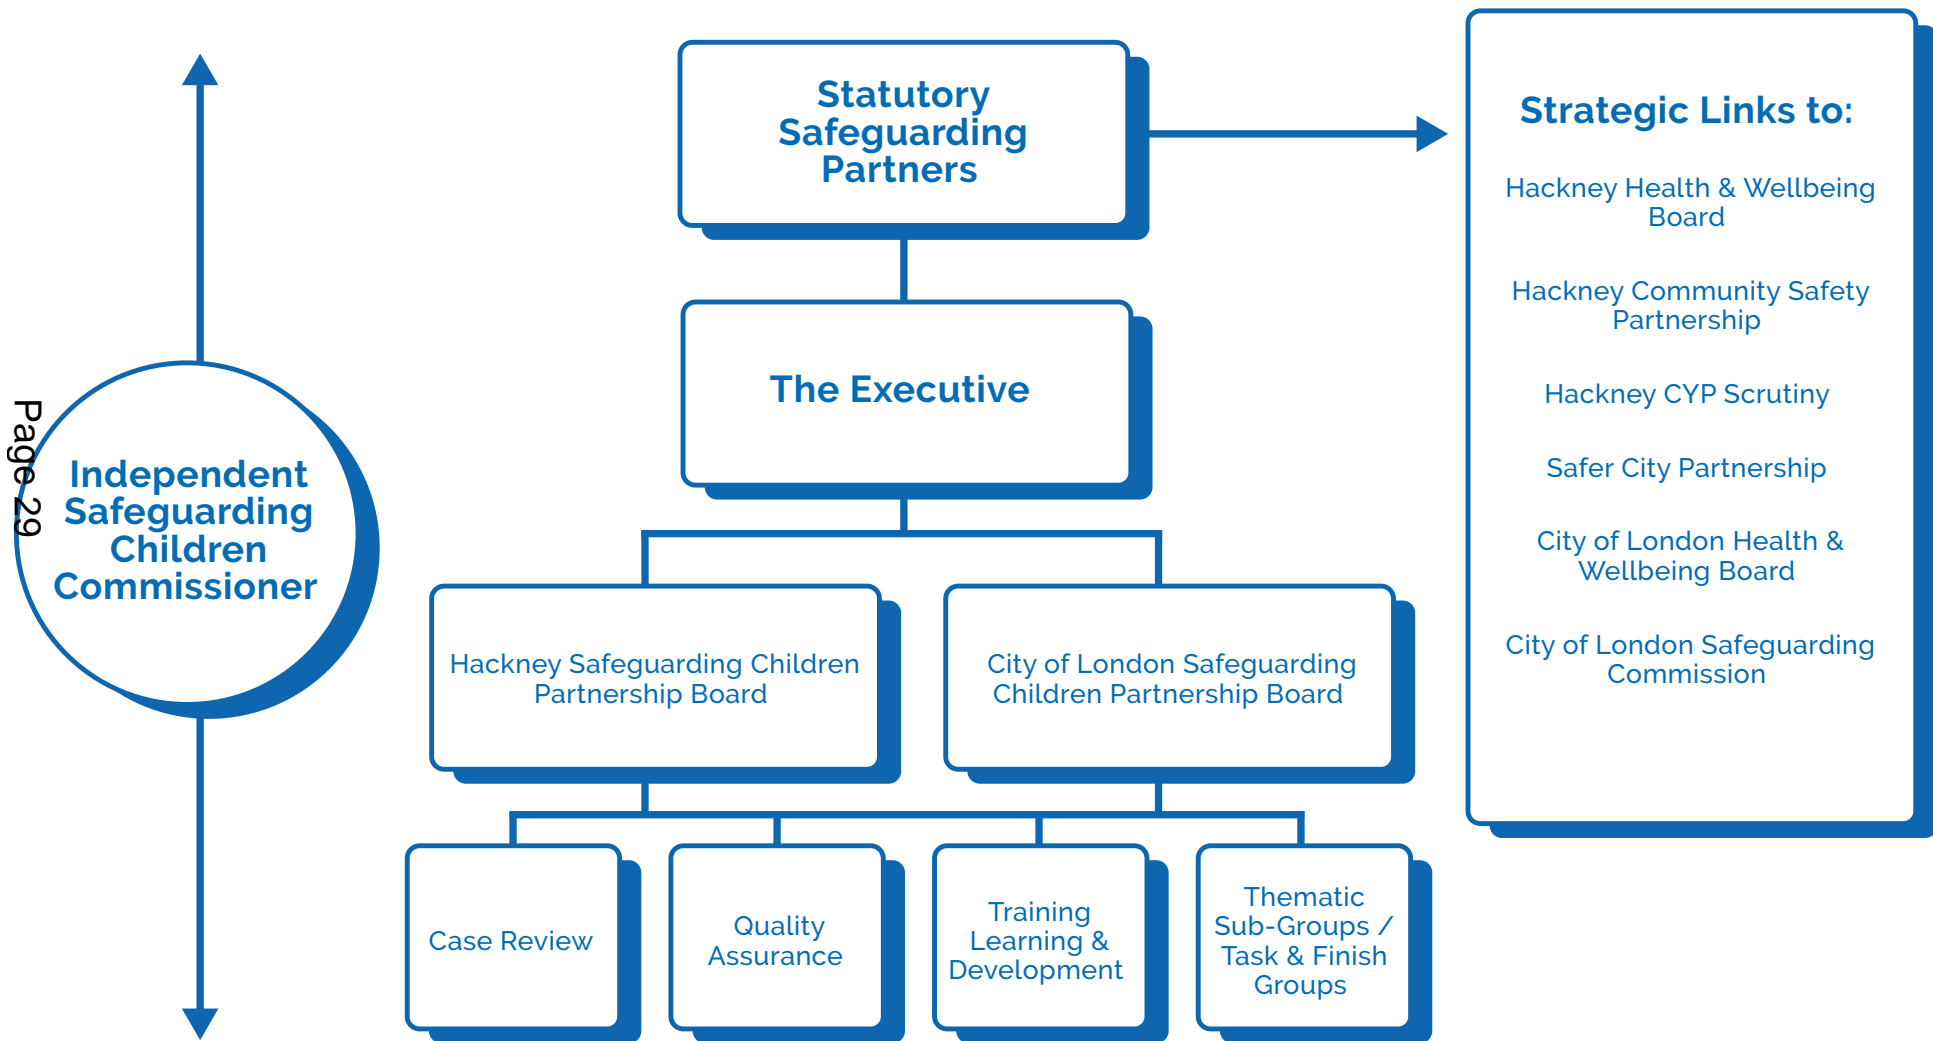 Page 29
Independent
Safeguarding
Children
Commissioner
Statutory
Safeguarding
Partners
The Executive
Hackney Safeguarding Children
Partnership Board
City of London Safeguarding
Children Partnership Board
Case Review
Quality
Assurance
Training
Learning &
Development
Thematic
Sub-Groups /
Task & Finish
Groups
Strategic Links to:
Hackney Health & Wellbeing
Board
Hackney Community Safety
Partnership
Hackney CYP Scrutiny
Safer City Partnership
City of London Health &
Wellbeing Board
City of London Safeguarding
Commission